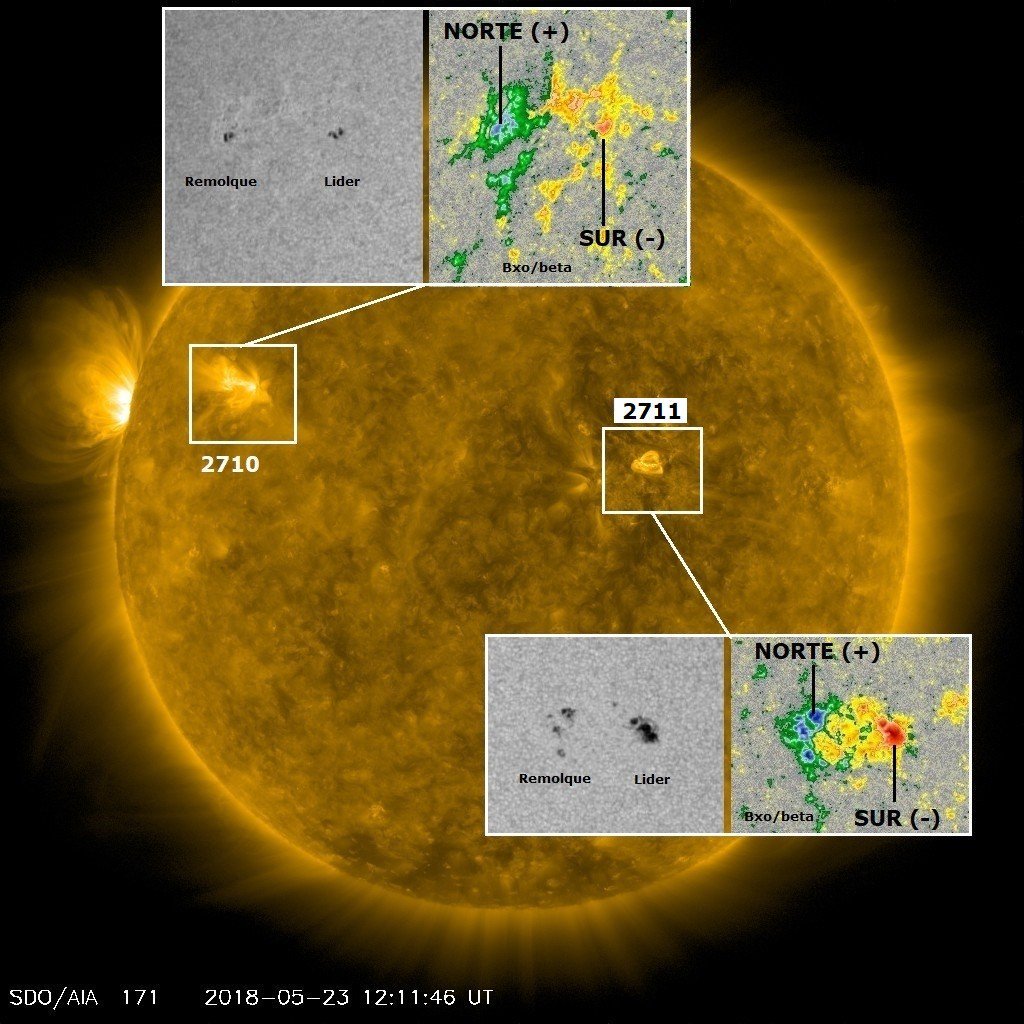 NORTE (+)
Remolque
Lider
SUR (-)
Bxo/beta
2711
2710
NORTE (+)
Remolque
Lider
Bxo/beta
SUR (-)
SDO/AIA 171 2018-05-23 12:11:46 UT